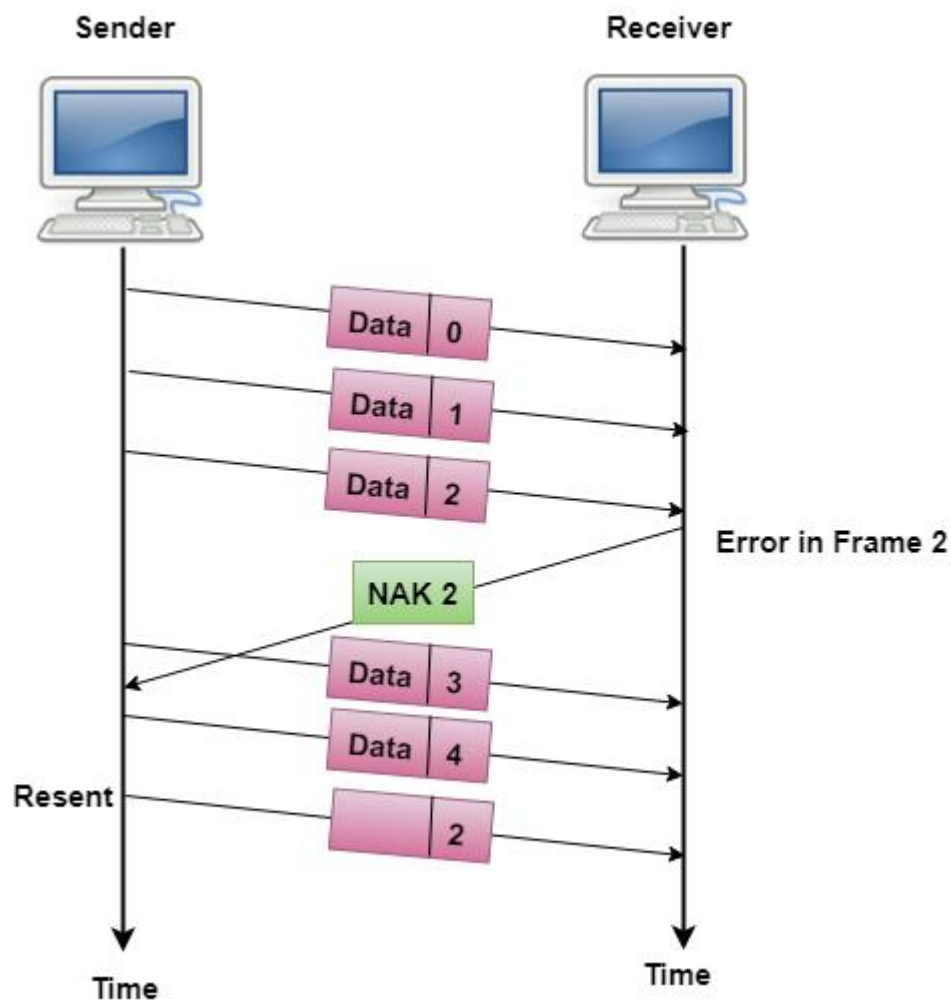 Sender
Receiver
Data 0
Data 1
Data 2
Error in Frame 2
NAK 2
Data 3
Data 4
Resent
2
Time
Time